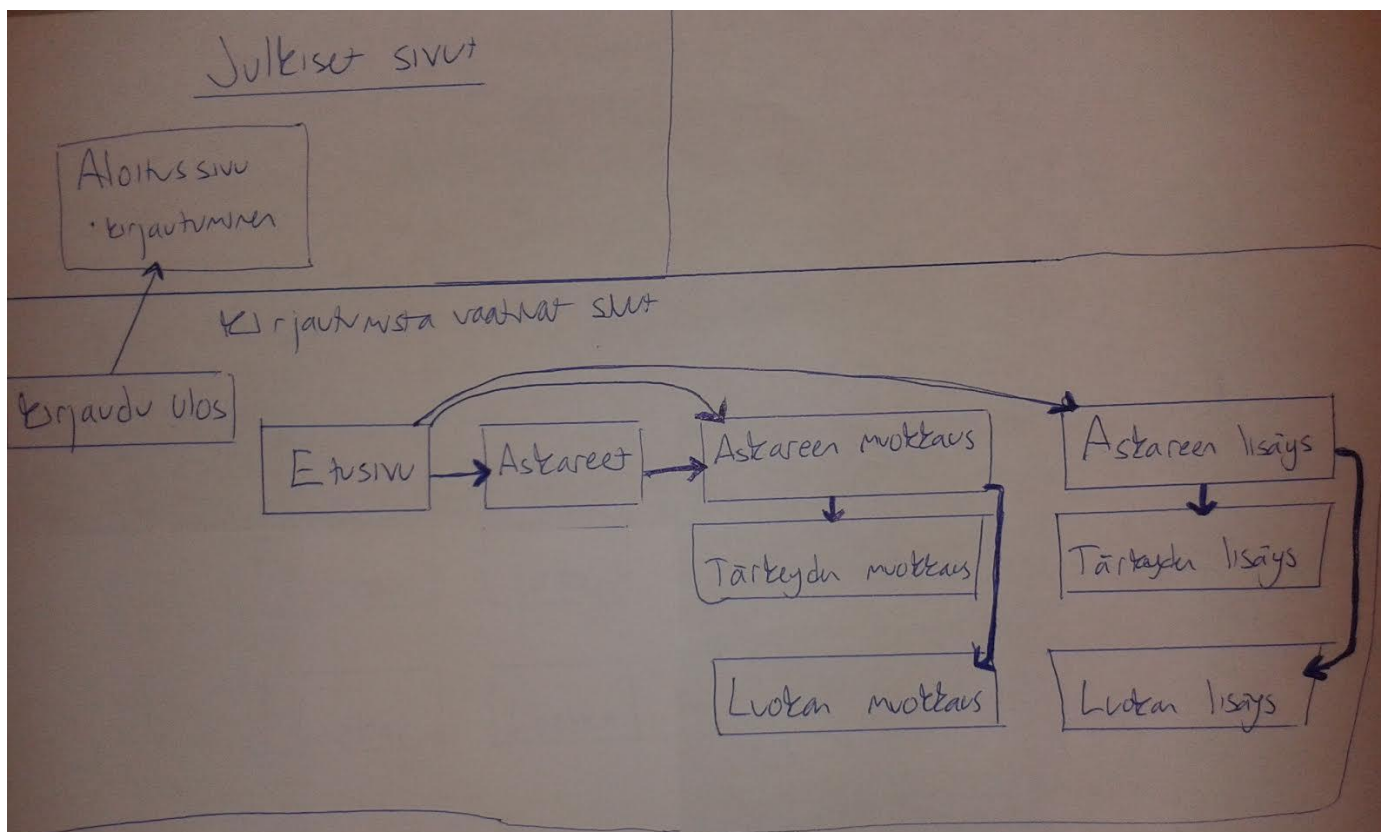 Julkiset sivut
Aloitussivu
• kirjautuminen
Kirjautumista vaativat sivut
Kirjaudu ulos
Etusivu
Askareet
Askareen muokkaus
Askareen lisäys
Tärkeyden muokkaus
Tärkeyden lisäys
Luokan muokkaus
Luokan lisäys